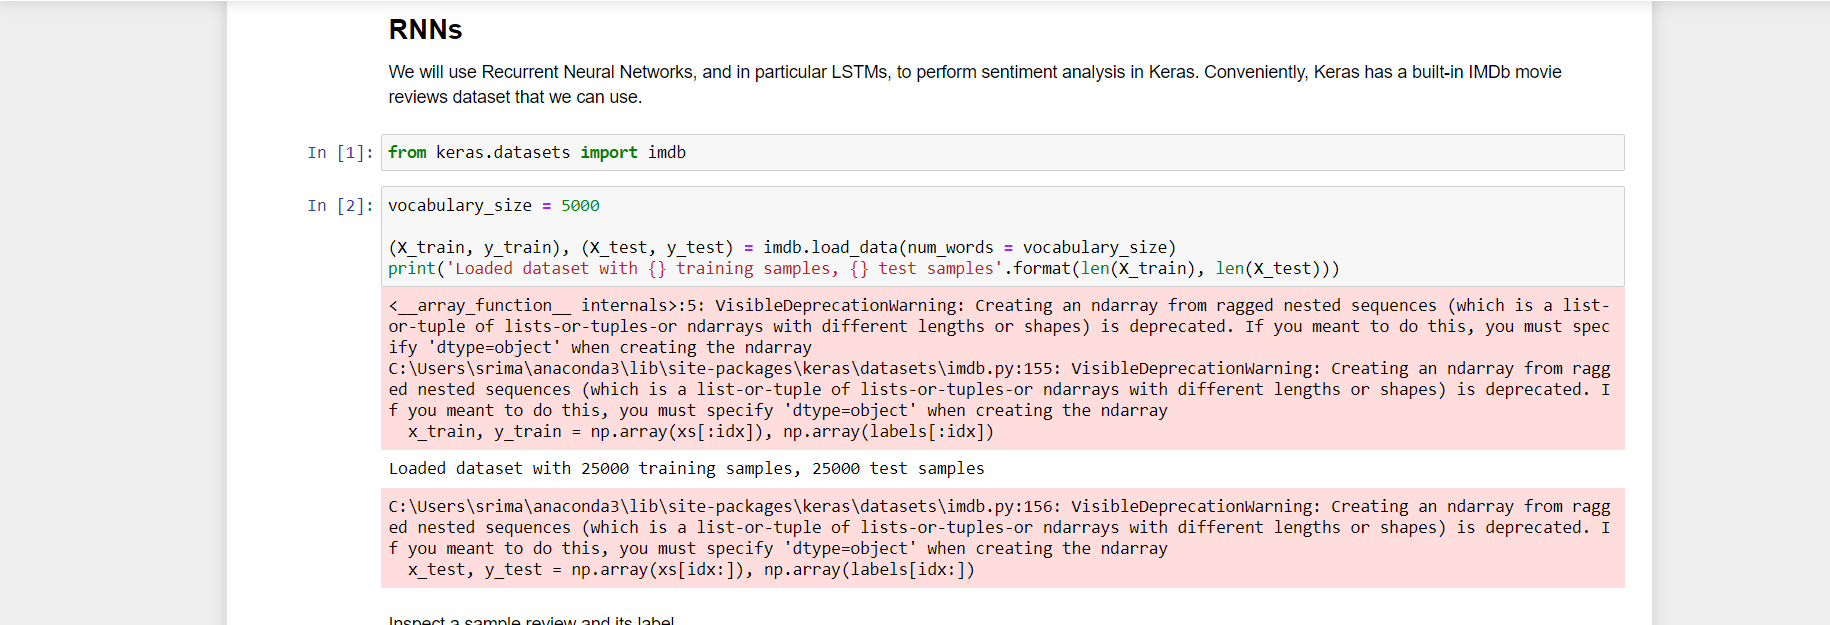 RNNs
We will use Recurrent Neural Networks, and in particular LSTMs, to perform sentiment analysis in Keras. Conveniently, Keras has a built-in IMDb movie
reviews dataset that we can use.
In [1]: from keras.datasets import imdb
In [2]: vocabulary_size = 5000
(X_train, y_train), (X_test, y_test) = imdb.load_data(num_words = vocabulary_size)
print('Loaded dataset with {} training samples, {} test samples'.format(len(X_train), len(X_test)))
<__array_function__ internals>:5: VisibleDeprecationWarning: Creating an ndarray from ragged nested sequences (which is a list-
or-tuple of lists-or-tuples-or ndarrays with different lengths or shapes) is deprecated. If you meant to do this, you must spec
ify 'dtype=object' when creating the ndarray
C:\Users\srima\anaconda3\lib\site-packages\keras\datasets\imdb.py:155: VisibleDeprecationWarning: Creating an ndarray from ragg
ed nested sequences (which is a list-or-tuple of lists-or-tuples-or ndarrays with different lengths or shapes) is deprecated. I
f you meant to do this, you must specify 'dtype=object' when creating the ndarray
  x_train, y_train = np.array(xs[:idx]), np.array(labels[:idx])
Loaded dataset with 25000 training samples, 25000 test samples
C:\Users\srima\anaconda3\lib\site-packages\keras\datasets\imdb.py:156: VisibleDeprecationWarning: Creating an ndarray from ragg
ed nested sequences (which is a list-or-tuple of lists-or-tuples-or ndarrays with different lengths or shapes) is deprecated. I
f you meant to do this, you must specify 'dtype=object' when creating the ndarray
  x_test, y_test = np.array(xs[idx:]), np.array(labels[idx:])
Inspect a sample review and its label